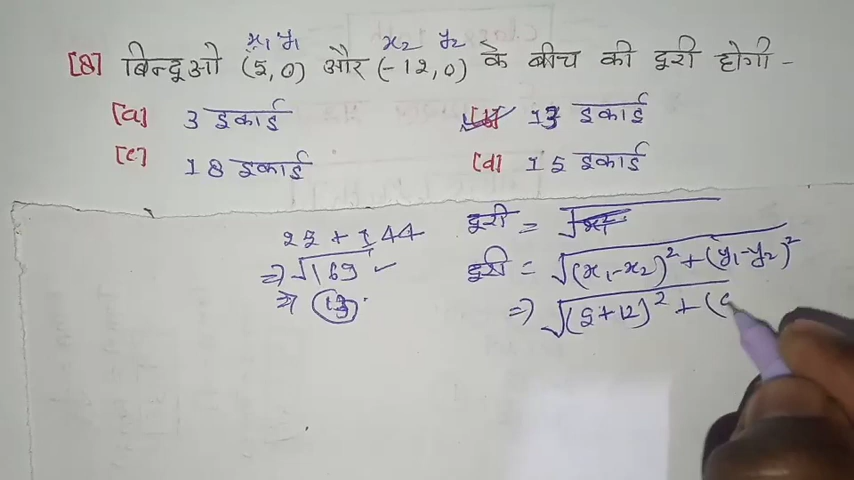 x₁ y₁ x₂ y₂
[8] बिन्दूओ (5,0) और (-12,0) के बीच की दूरी होगी -
[a] 3 इकाई [b] 13 इकाई
[c] 18 इकाई [d] 15 इकाई
25 + 144 दूरी = √
⇒ √169 ✓ दूरी = √(x₁-x₂)² + (y₁-y₂)²
⇒ 13 ⇒ √(5+12)² + (